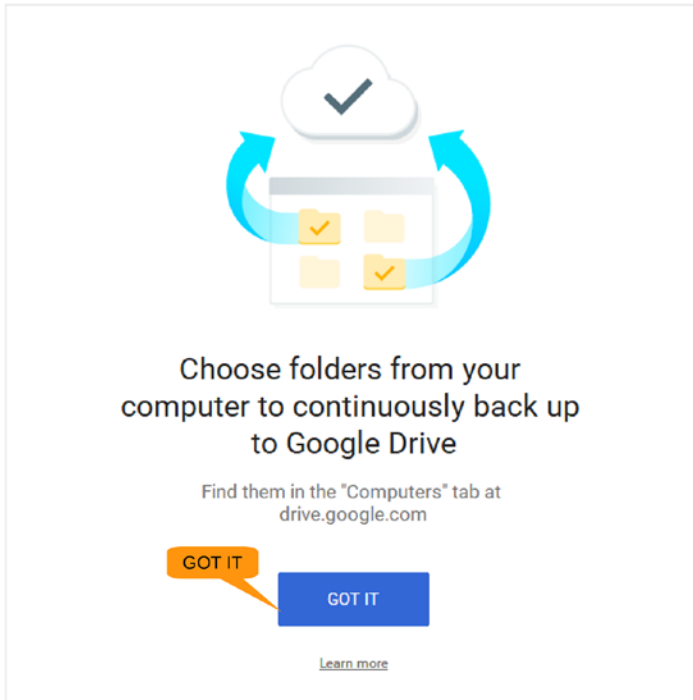 Choose folders from your
computer to continuously back up
to Google Drive
Find them in the "Computers" tab at
drive.google.com
GOT IT
GOT IT
Learn more